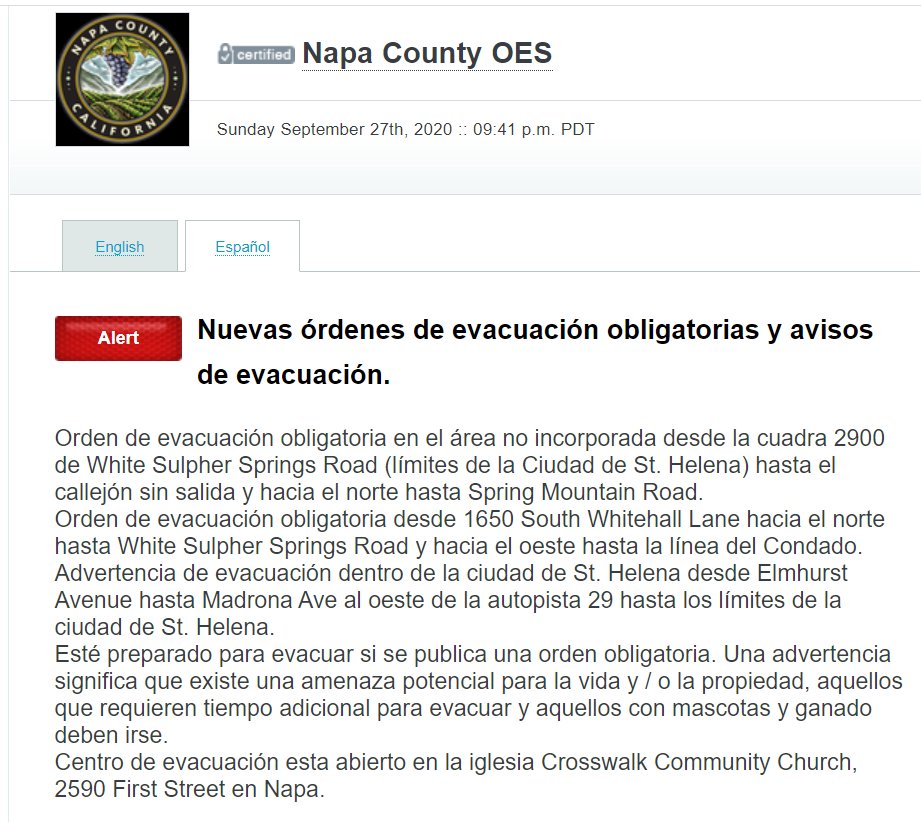 NAPA COUNTY
CALIFORNIA
certified Napa County OES
Sunday September 27th, 2020 :: 09:41 p.m. PDT
English Español
Alert
Nuevas órdenes de evacuación obligatorias y avisos
de evacuación.
Orden de evacuación obligatoria en el área no incorporada desde la cuadra 2900
de White Sulpher Springs Road (límites de la Ciudad de St. Helena) hasta el
callejón sin salida y hacia el norte hasta Spring Mountain Road.
Orden de evacuación obligatoria desde 1650 South Whitehall Lane hacia el norte
hasta White Sulpher Springs Road y hacia el oeste hasta la línea del Condado.
Advertencia de evacuación dentro de la ciudad de St. Helena desde Elmhurst
Avenue hasta Madrona Ave al oeste de la autopista 29 hasta los límites de la
ciudad de St. Helena.
Esté preparado para evacuar si se publica una orden obligatoria. Una advertencia
significa que existe una amenaza potencial para la vida y / o la propiedad, aquellos
que requieren tiempo adicional para evacuar y aquellos con mascotas y ganado
deben irse.
Centro de evacuación esta abierto en la iglesia Crosswalk Community Church,
2590 First Street en Napa.